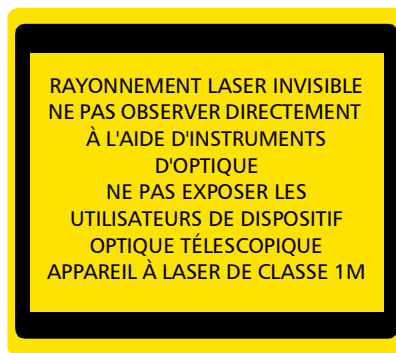 RAYONNEMENT LASER INVISIBLE
NE PAS OBSERVER DIRECTEMENT
À L'AIDE D'INSTRUMENTS
D'OPTIQUE
NE PAS EXPOSER LES
UTILISATEURS DE DISPOSITIF
OPTIQUE TÉLESCOPIQUE
APPAREIL À LASER DE CLASSE 1M